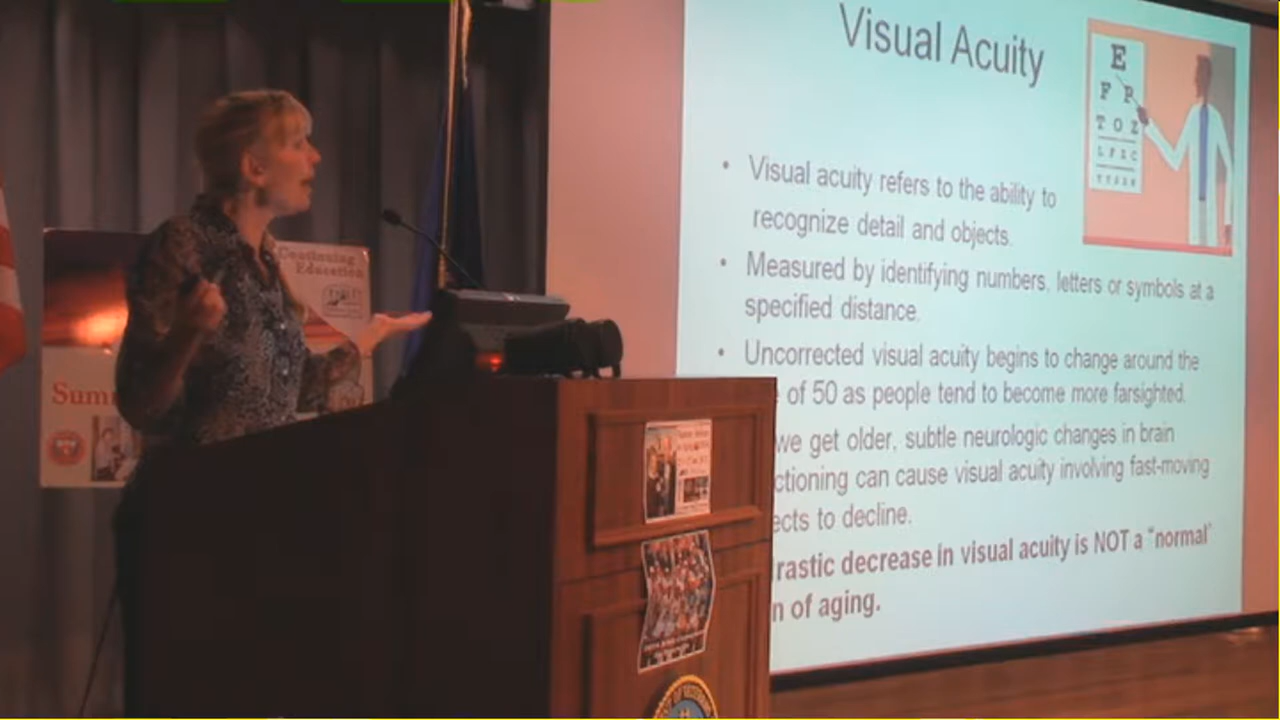 Visual Acuity
E
F P
T O Z
• Visual acuity refers to the ability to
recognize detail and objects.
• Measured by identifying numbers, letters or symbols at a
specified distance.
• Uncorrected visual acuity begins to change around the
of 50 as people tend to become more farsighted.
we get older, subtle neurologic changes in brain
ctioning can cause visual acuity involving fast-moving
ects to decline.
rastic decrease in visual acuity is NOT a "normal"
n of aging.
Continuing
Education
Sum